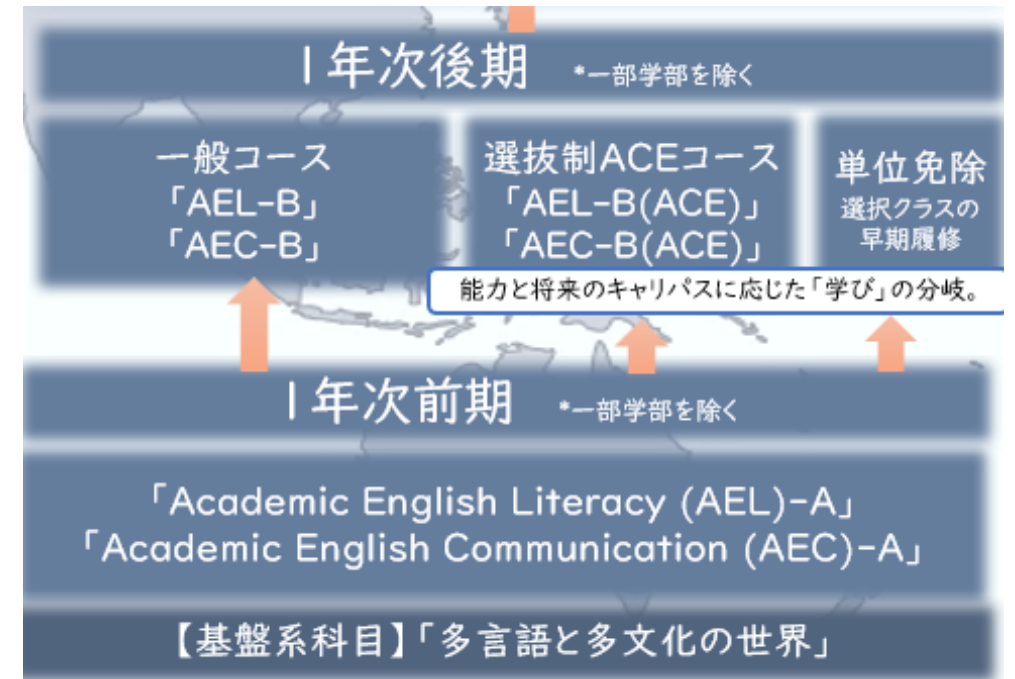 1年次後期 *一部学部を除く
一般コース
「AEL-B」
「AEC-B」
選抜制ACEコース
「AEL-B(ACE)」
「AEC-B(ACE)」
単位免除
選択クラスの
早期履修
能力と将来のキャリパスに応じた「学び」の分岐。
1年次前期 *一部学部を除く
「Academic English Literacy (AEL)-A」
「Academic English Communication (AEC)-A」
【基盤系科目】「多言語と多文化の世界」